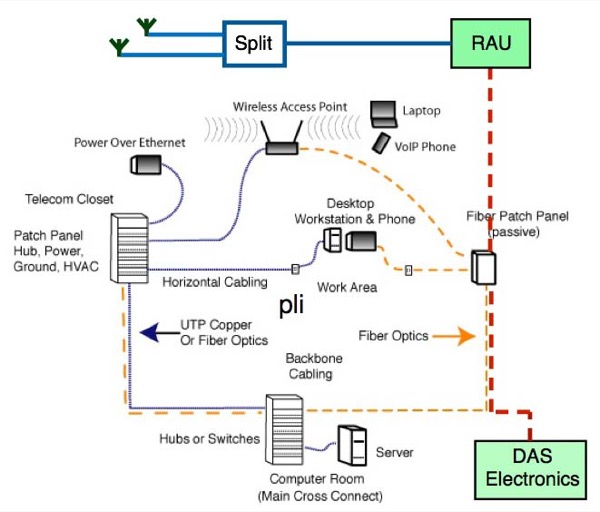 Split
RAU
Wireless Access Point
Laptop
VoIP Phone
Power Over Ethernet
Telecom Closet
Desktop
Workstation & Phone
Fiber Patch Panel
(passive)
Patch Panel
Hub, Power,
Ground, HVAC
Horizontal Cabling
Work Area
pli
UTP Copper
Or Fiber Optics
Fiber Optics
Backbone
Cabling
Hubs or Switches
Server
DAS
Electronics
Computer Room
(Main Cross Connect)